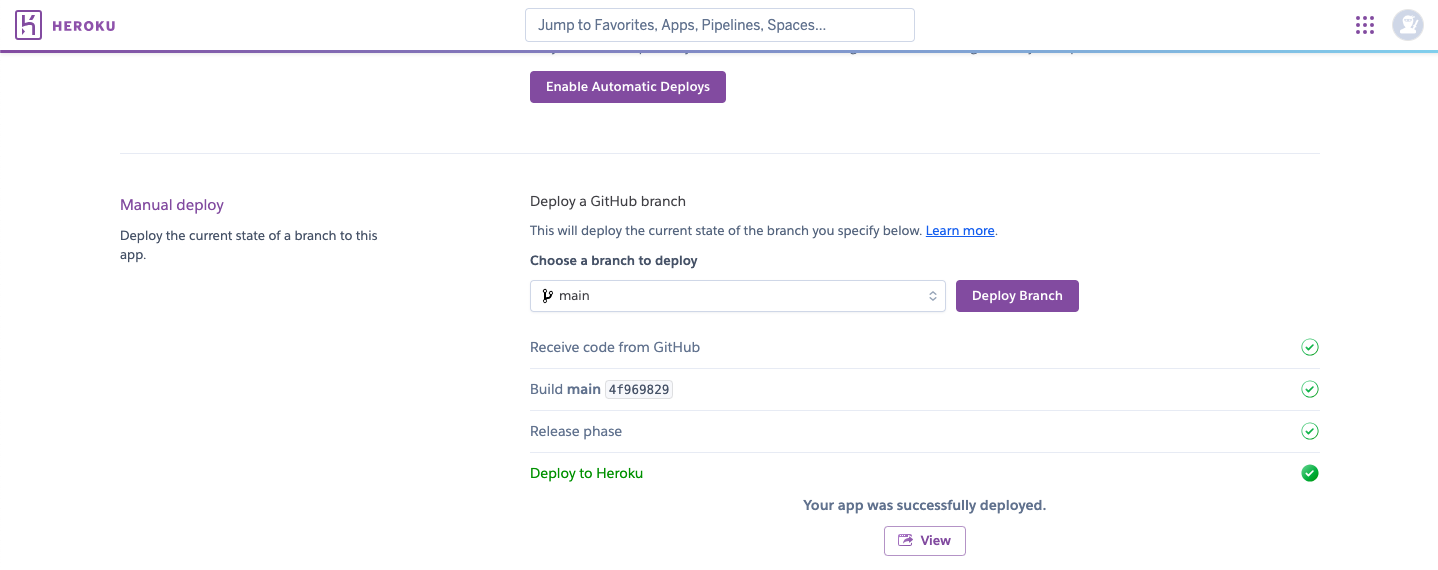 HEROKU
Jump to Favorites, Apps, Pipelines, Spaces...
Enable Automatic Deploys
Manual deploy
Deploy the current state of a branch to this
app.
Deploy a GitHub branch
This will deploy the current state of the branch you specify below. Learn more.
Choose a branch to deploy
main
Deploy Branch
Receive code from GitHub
Build main 4f969829
Release phase
Deploy to Heroku
Your app was successfully deployed.
View